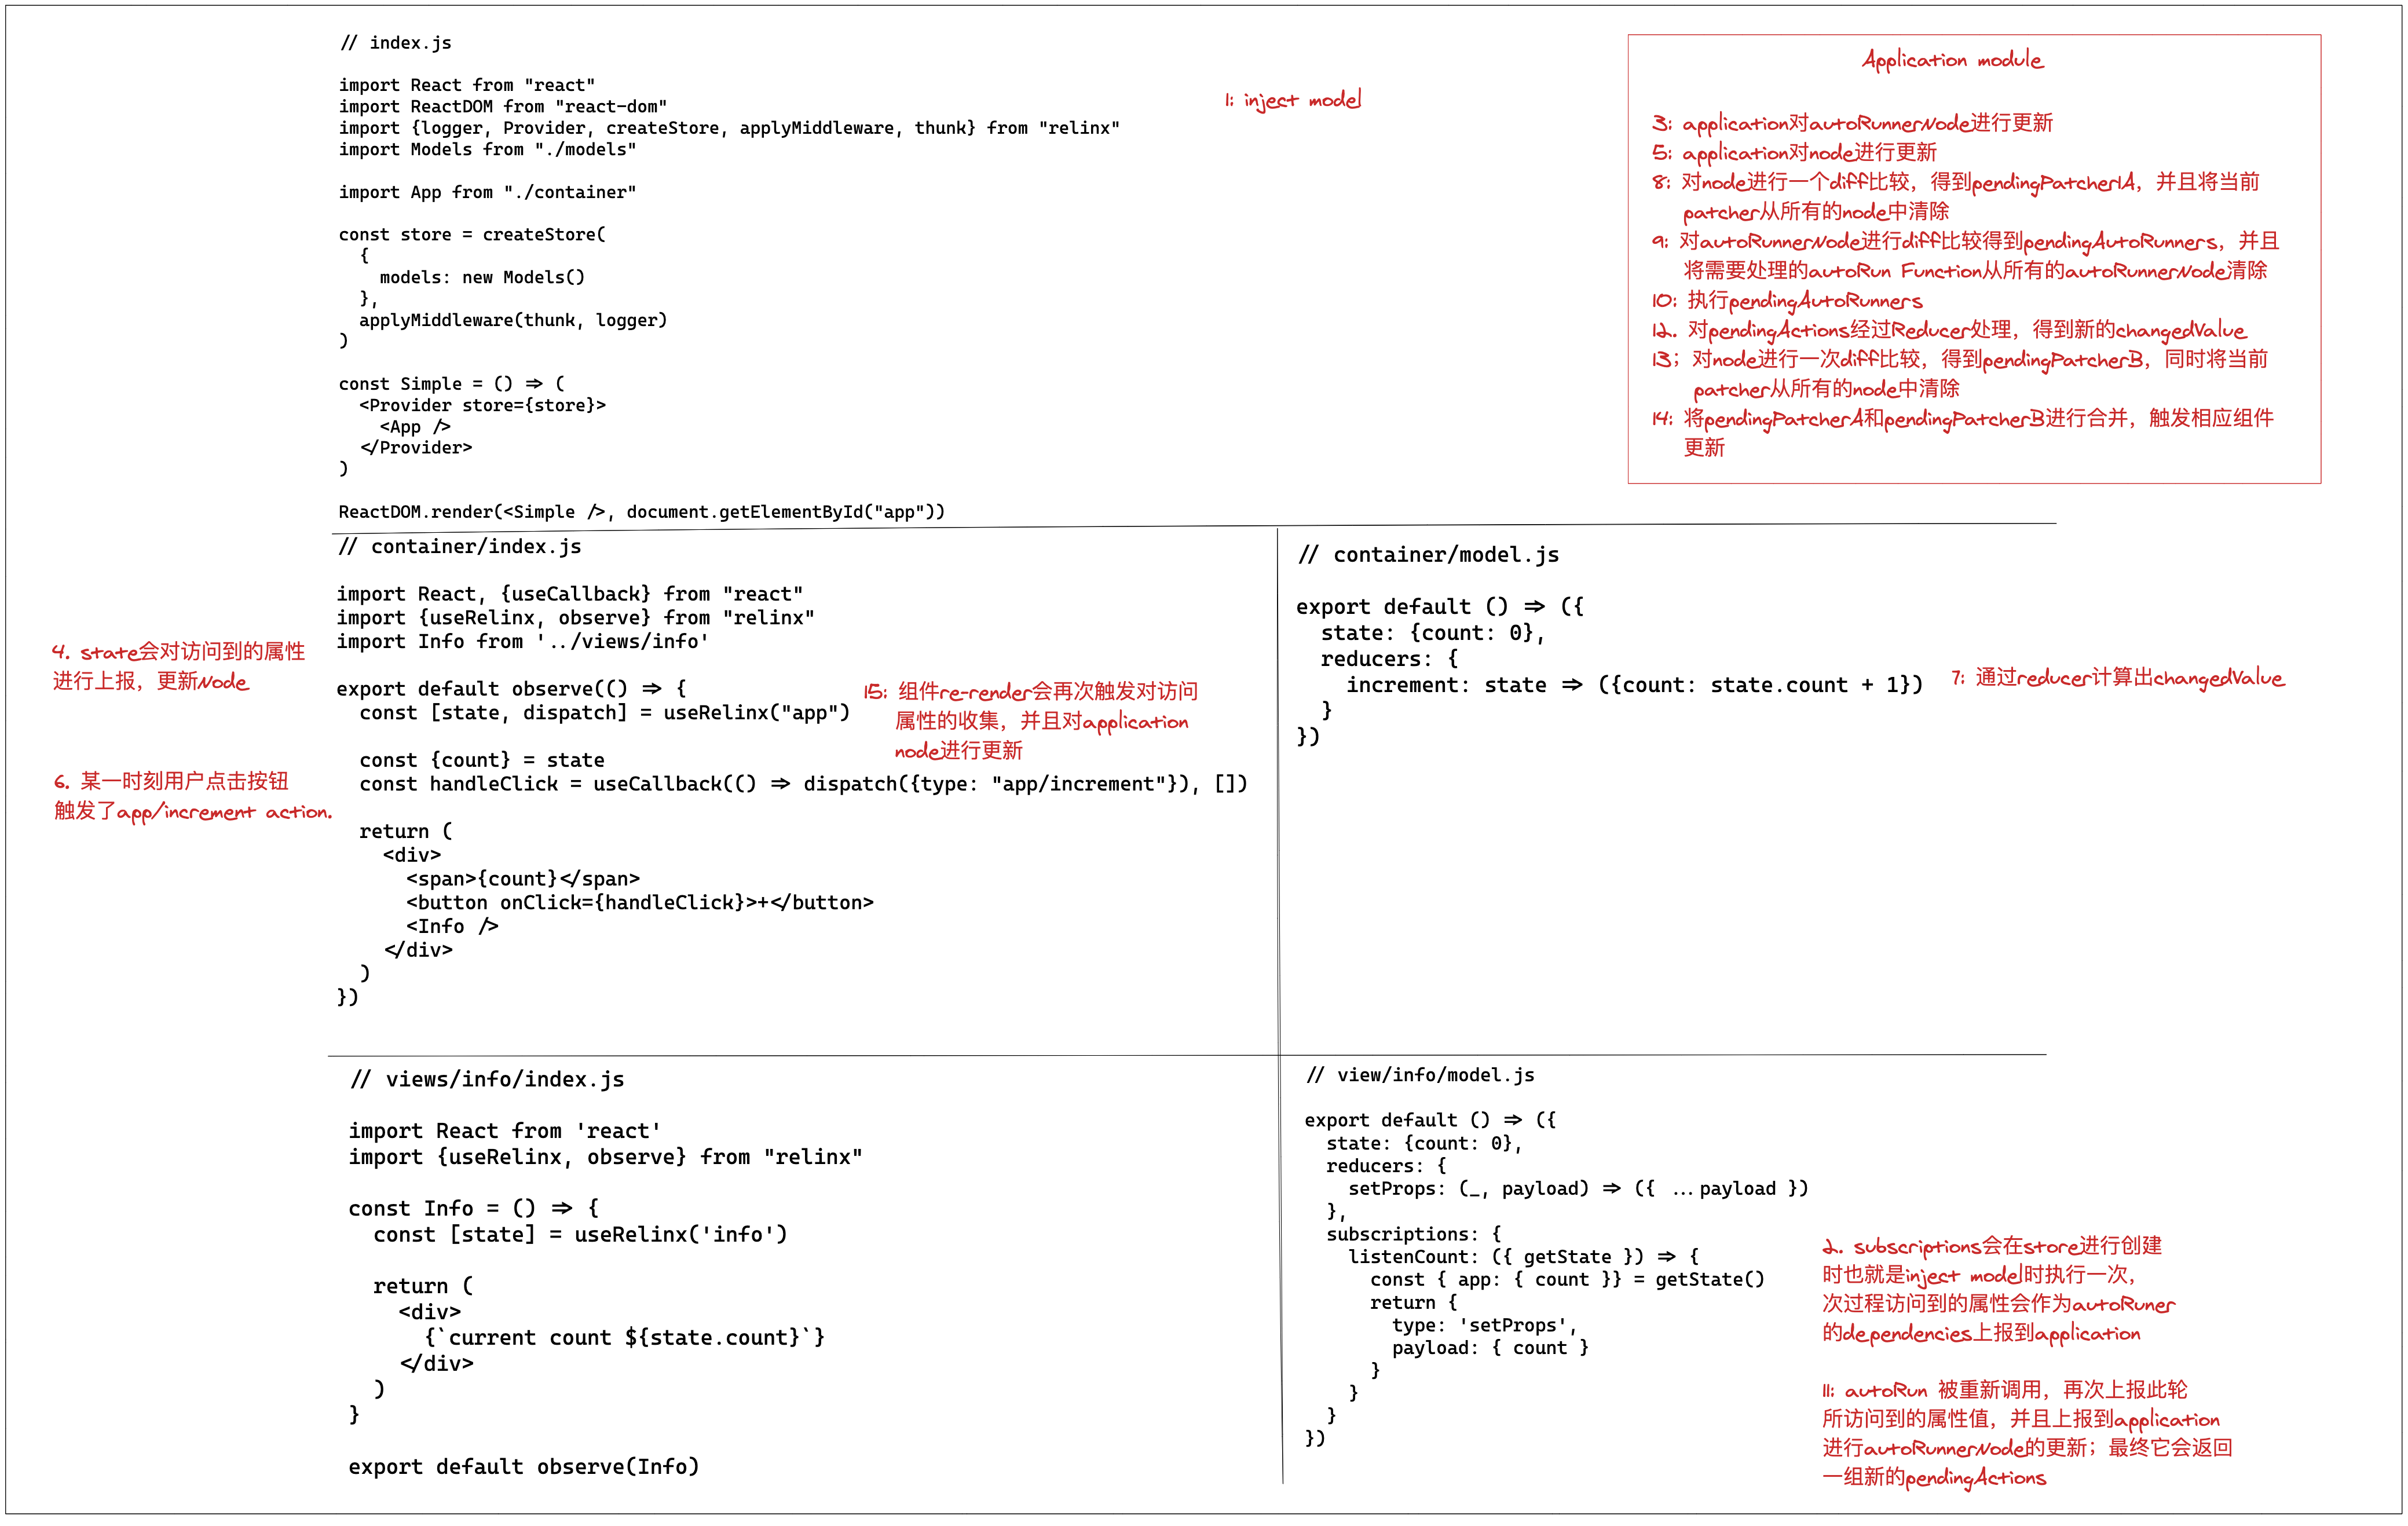 // index.js
import React from "react"
import ReactDOM from "react-dom"
import {logger, Provider, createStore, applyMiddleware, thunk} from "relinx"
import Models from "./models"
import App from "./container"
const store = createStore(
  {
    models: new Models()
  },
  applyMiddleware(thunk, logger)
)
const Simple = () => (
  <Provider store={store}>
    <App />
  </Provider>
)
ReactDOM.render(<Simple />, document.getElementById("app"))
1: inject model
Application module
3: application对autoRunnerNode进行更新
5: application对node进行更新
8: 对node进行一个diff比较，得到pendingPatcherA，并且将当前
patcher从所有的node中清除
9: 对autoRunnerNode进行diff比较得到pendingAutoRunners，并且
将需要处理的autoRun Function从所有的autoRunnerNode清除
10: 执行pendingAutoRunners
12. 对pendingActions经过Reducer处理，得到新的changedValue
13; 对node进行一次diff比较，得到pendingPatcherB，同时将当前
patcher从所有的node中清除
14: 将pendingPatcherA和pendingPatcherB进行合并，触发相应组件
更新
// container/index.js
import React, {useCallback} from "react"
import {useRelinx, observe} from "relinx"
import Info from '../views/info'
export default observe(() => {
  const [state, dispatch] = useRelinx("app")
  const {count} = state
  const handleClick = useCallback(() => dispatch({type: "app/increment"}), [])
  return (
    <div>
      <span>{count}</span>
      <button onClick={handleClick}>+</button>
      <Info />
    </div>
  )
})
4. state会对访问到的属性
进行上报，更新Node
6. 某一时刻用户点击按钮
触发了app/increment action.
15: 组件re-render会再次触发对访问
属性的收集，并且对application
node进行更新
// container/model.js
export default () => ({
  state: {count: 0},
  reducers: {
    increment: state => ({count: state.count + 1})
  }
})
7: 通过reducer计算出changedValue
// views/info/index.js
import React from 'react'
import {useRelinx, observe} from "relinx"
const Info = () => {
  const [state] = useRelinx('info')
  return (
    <div>
      {`current count ${state.count}`}
    </div>
  )
}
export default observe(Info)
// view/info/model.js
export default () => ({
  state: {count: 0},
  reducers: {
    setProps: (_, payload) => ({ ...payload })
  },
  subscriptions: {
    listenCount: ({ getState }) => {
      const { app: { count }} = getState()
      return {
        type: 'setProps',
        payload: { count }
      }
    }
  }
})
2. subscriptions会在store进行创建
时也就是inject model时执行一次，
次过程访问到的属性会作为autoRuner
的dependencies上报到application
11: autoRun 被重新调用，再次上报此轮
所访问到的属性值，并且上报到application
进行autoRunnerNode的更新；最终它会返回
一组新的pendingActions